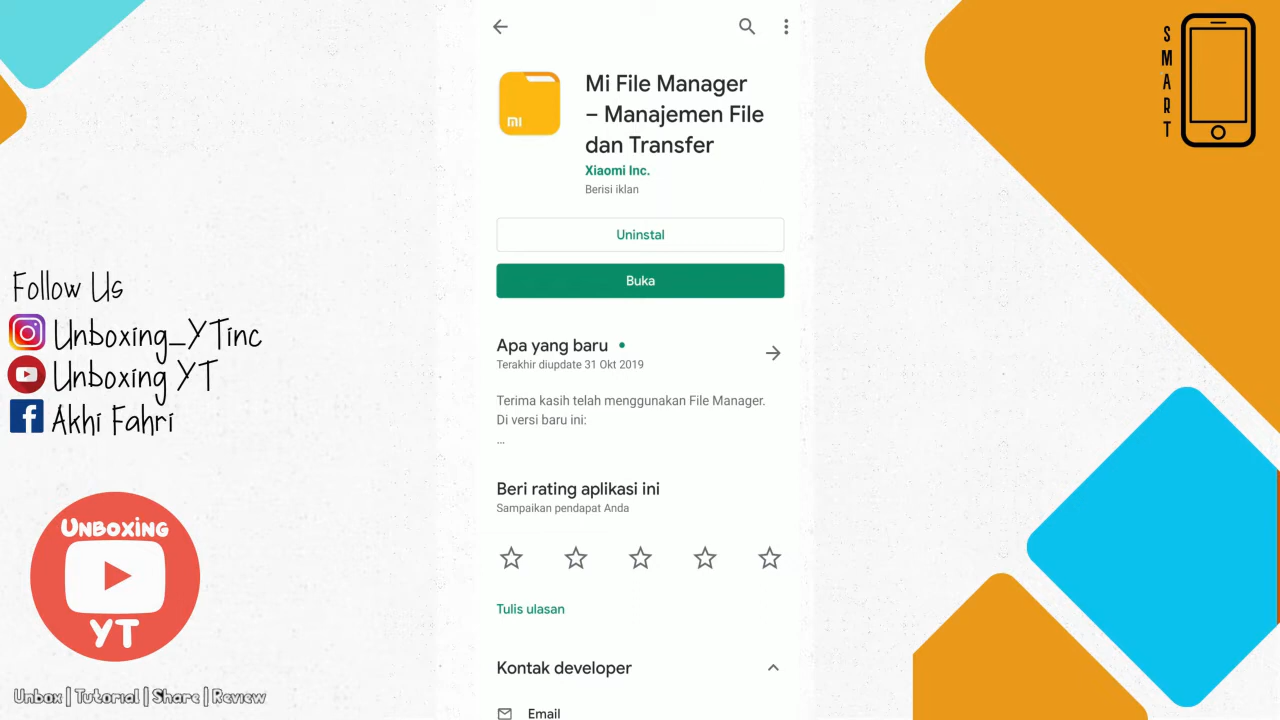 Mi File Manager
– Manajemen File
dan Transfer
Xiaomi Inc.
Berisi iklan
Uninstal
Buka
Apa yang baru
Terakhir diupdate 31 Okt 2019
Terima kasih telah menggunakan File Manager.
Di versi baru ini:
...
Beri rating aplikasi ini
Sampaikan pendapat Anda
Tulis ulasan
Kontak developer
Email
Follow Us
Unboxing_YTinc
Unboxing YT
Akhi Fahri
UNBOXING
YT
Unbox | Tutorial | Share | Review
SMART
mi